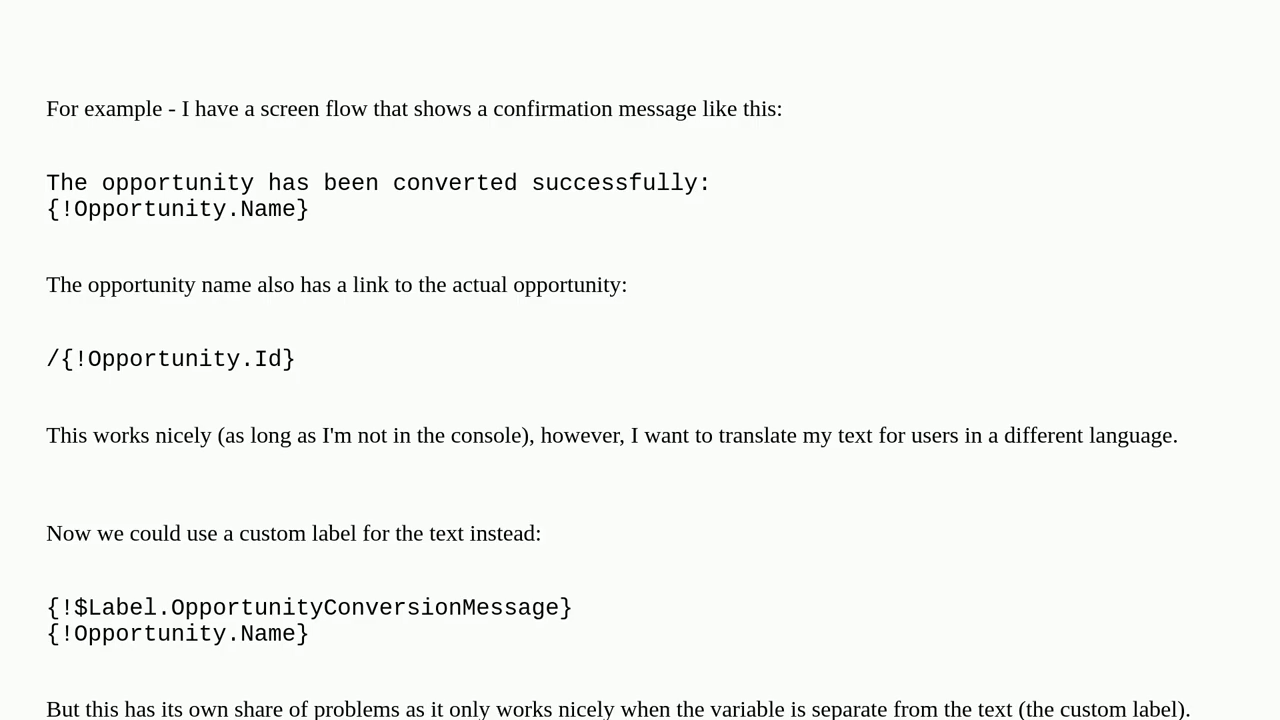 For example - I have a screen flow that shows a confirmation message like this:
The opportunity has been converted successfully:
{!Opportunity.Name}
The opportunity name also has a link to the actual opportunity:
/{!Opportunity.Id}
This works nicely (as long as I'm not in the console), however, I want to translate my text for users in a different language.
Now we could use a custom label for the text instead:
{!$Label.OpportunityConversionMessage}
{!Opportunity.Name}
But this has its own share of problems as it only works nicely when the variable is separate from the text (the custom label).